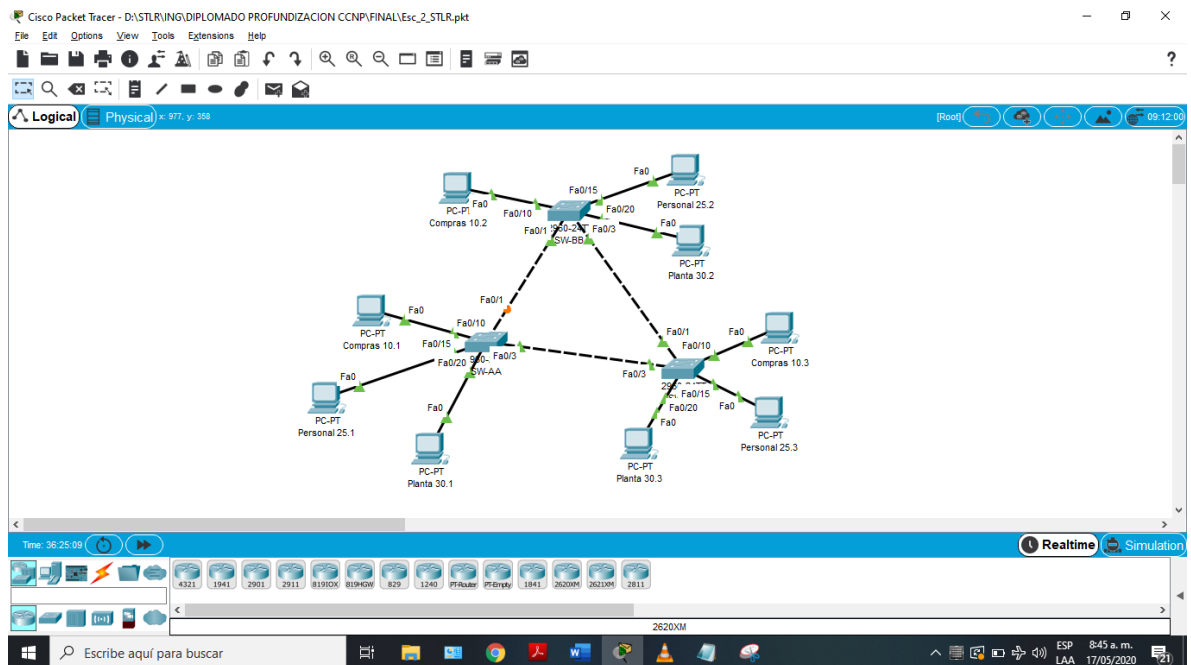 Cisco Packet Tracer - D:\STLR\ING\DIPLOMADO PROFUNDIZACION CCNP\FINAL\Esc_2_STLR.pkt
File Edit Options View Tools Extensions Help
Logical Physical x: 977, y: 358 [Root] 09:12:00
Fa0
PC-PT
Personal 25.2
Fa0/15
PC-PT
Compras 10.2
Fa0
Fa0/10
Fa0/20
Fa0/1
Fa0/3
SW-BB
Fa0
PC-PT
Planta 30.2
Fa0/1
Fa0
PC-PT
Compras 10.1
Fa0/10
Fa0/15
Fa0/20
Fa0/3
SW-AA
Fa0/1
Fa0/10
Fa0
PC-PT
Compras 10.3
Fa0/3
Fa0/15
Fa0/20
Fa0
Fa0
PC-PT
Personal 25.1
Fa0
PC-PT
Planta 30.1
Fa0
PC-PT
Planta 30.3
PC-PT
Personal 25.3
Time: 36:25:09 Realtime Simulation
4321 1941 2901 2911 819IOX 819HGW 829 1240 PT-Router PT-Empty 1841 2620XM 2621XM 2811
2620XM
Escribe aquí para buscar
ESP
LAA
8:45 a. m.
17/05/2020
21